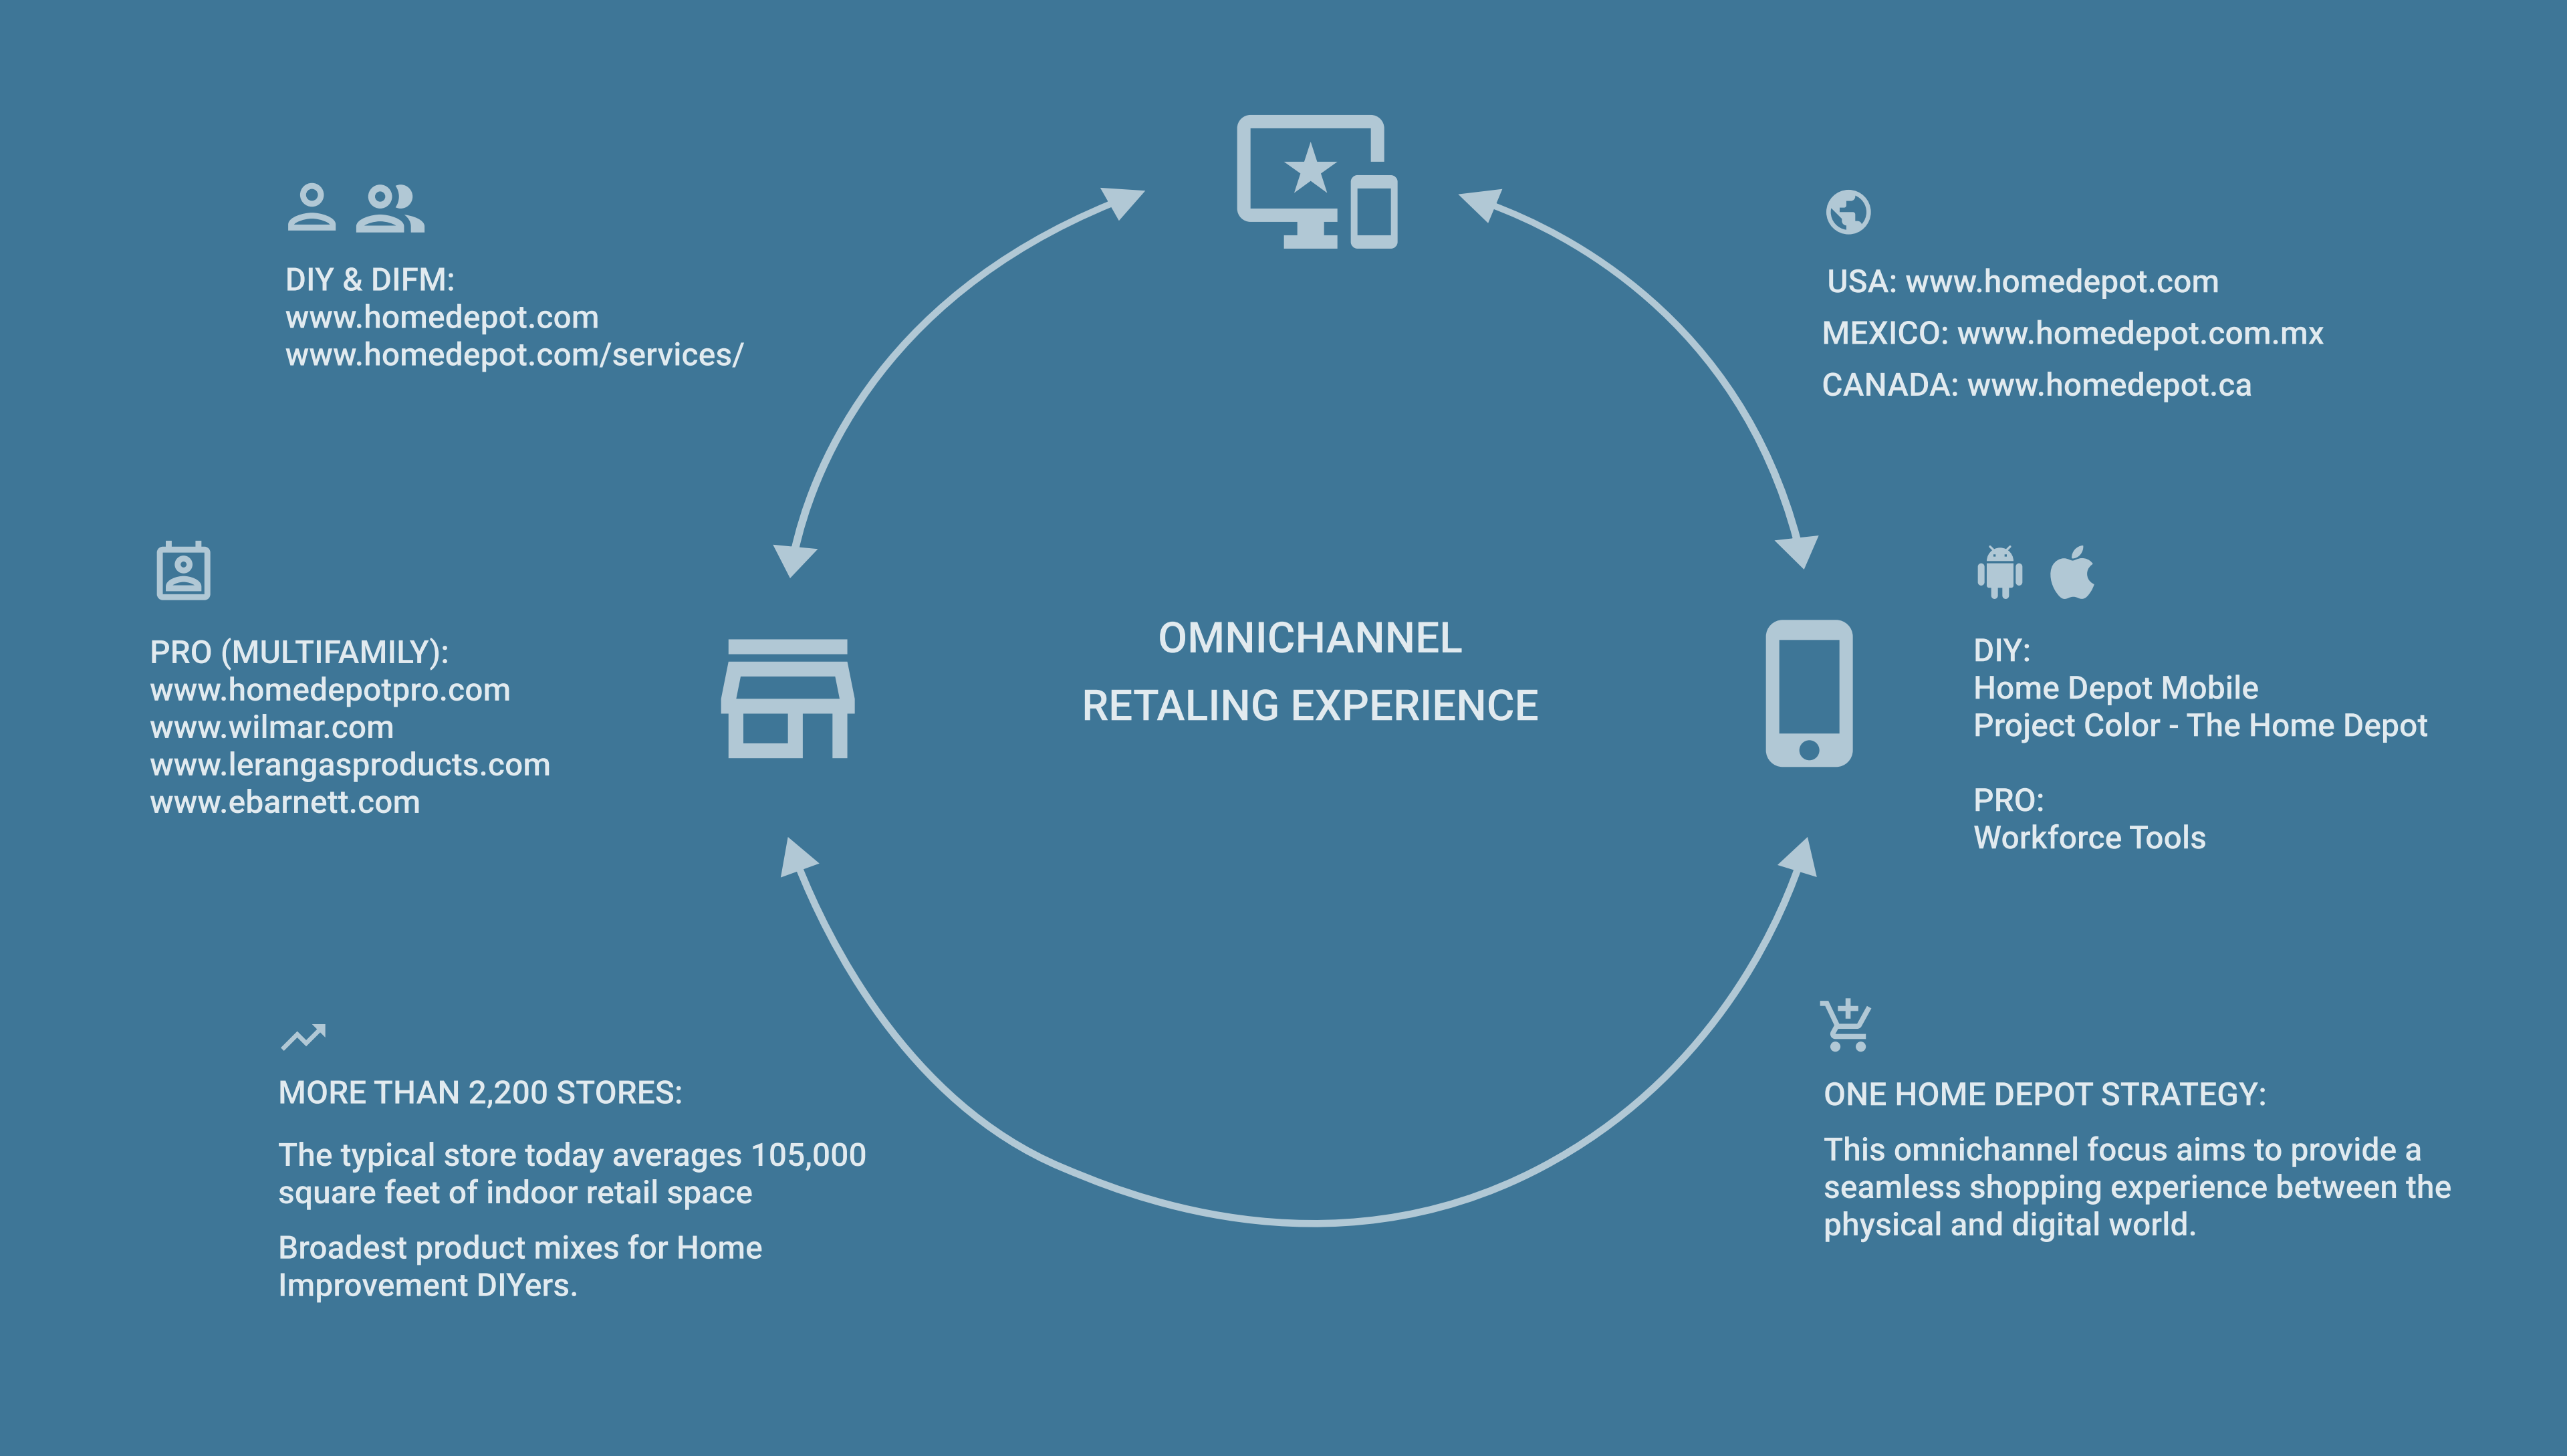 DIY & DIFM:
www.homedepot.com
www.homedepot.com/services/
USA: www.homedepot.com
MEXICO: www.homedepot.com.mx
CANADA: www.homedepot.ca
PRO (MULTIFAMILY):
www.homedepotpro.com
www.wilmar.com
www.lerangasproducts.com
www.ebarnett.com
OMNICHANNEL
RETALING EXPERIENCE
DIY:
Home Depot Mobile
Project Color - The Home Depot
PRO:
Workforce Tools
MORE THAN 2,200 STORES:
The typical store today averages 105,000
square feet of indoor retail space
Broadest product mixes for Home
Improvement DIYers.
ONE HOME DEPOT STRATEGY:
This omnichannel focus aims to provide a
seamless shopping experience between the
physical and digital world.